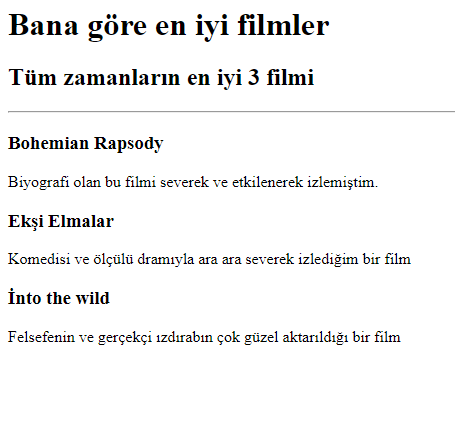 Bana göre en iyi filmler
Tüm zamanların en iyi 3 filmi
Bohemian Rapsody
Biyografi olan bu filmi severek ve etkilenerek izlemiştim.
Ekşi Elmalar
Komedisi ve ölçülü dramıyla ara ara severek izlediğim bir film
İnto the wild
Felsefenin ve gerçekçi ızdırabın çok güzel aktarıldığı bir film